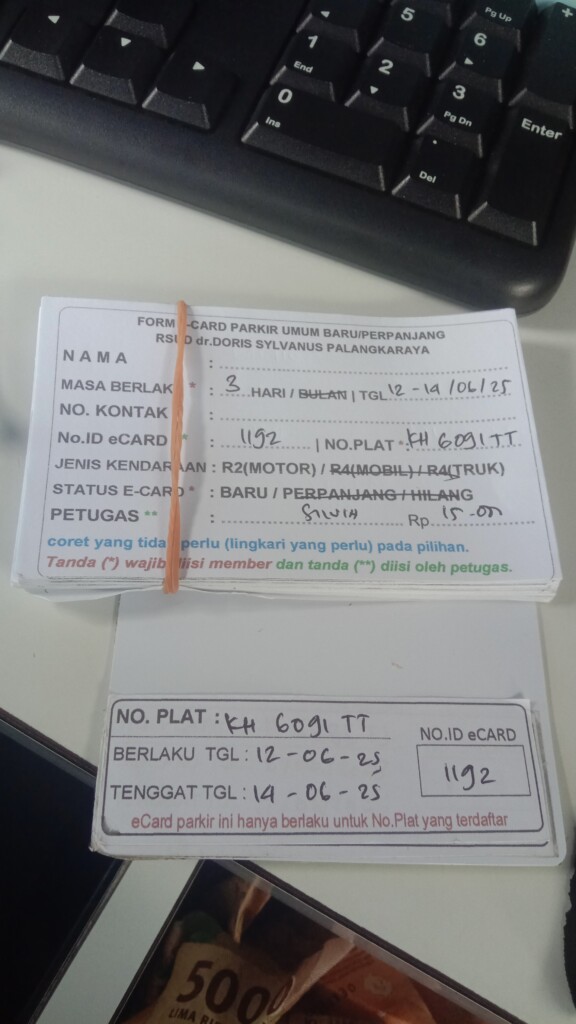 5
Pg Up
+
1
End
2
6
0
Ins
3
Pg Dn
Enter
.
Del
FORM E-CARD PARKIR UMUM BARU/PERPANJANG
RSUD dr.DORIS SYLVANUS PALANGKARAYA
NAMA :
MASA BERLAK * : 3 HARI / BULAN | TGL 12 - 14 / 06 / 25
NO. KONTAK :
No.ID eCARD * : 1192 | NO.PLAT * KH 6091 TT
JENIS KENDARAAN : R2(MOTOR) / R4(MOBIL) / R4(TRUK)
STATUS E-CARD * : BARU / PERPANJANG / HILANG
PETUGAS ** : SILVIA Rp. 15.000
coret yang tidak perlu (lingkari yang perlu) pada pilihan.
Tanda (*) wajib diisi member dan tanda (**) diisi oleh petugas.
NO. PLAT : KH 6091 TT
NO.ID eCARD
BERLAKU TGL : 12 - 06 - 25
1192
TENGGAT TGL : 14 - 06 - 25
eCard parkir ini hanya berlaku untuk No.Plat yang terdaftar
5000
LIMA